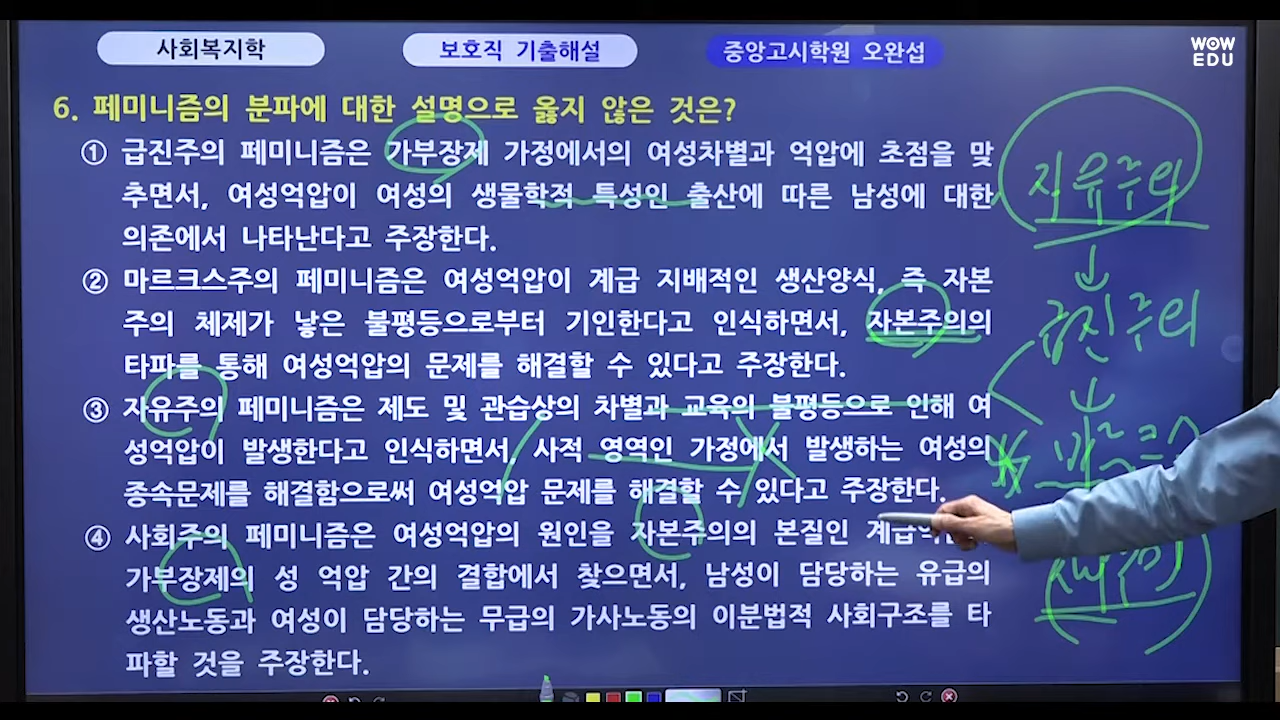 사회복지학
보호직 기출해설
중앙고시학원 오완섭
WOW
EDU
6. 페미니즘의 분파에 대한 설명으로 옳지 않은 것은?
① 급진주의 페미니즘은 가부장제 가정에서의 여성차별과 억압에 초점을 맞
추면서, 여성억압이 여성의 생물학적 특성인 출산에 따른 남성에 대한
의존에서 나타난다고 주장한다.
② 마르크스주의 페미니즘은 여성억압이 계급 지배적인 생산양식, 즉 자본
주의 체제가 낳은 불평등으로부터 기인한다고 인식하면서, 자본주의의
타파를 통해 여성억압의 문제를 해결할 수 있다고 주장한다.
③ 자유주의 페미니즘은 제도 및 관습상의 차별과 교육의 불평등으로 인해 여
성억압이 발생한다고 인식하면서, 사적 영역인 가정에서 발생하는 여성의
종속문제를 해결함으로써 여성억압 문제를 해결할 수 있다고 주장한다.
④ 사회주의 페미니즘은 여성억압의 원인을 자본주의의 본질인
가부장제의 성 억압 간의 결합에서 찾으면서, 남성이 담당하는 유급의
생산노동과 여성이 담당하는 무급의 가사노동의 이분법적 사회구조를 타
파할 것을 주장한다.
자유주의
급진주의